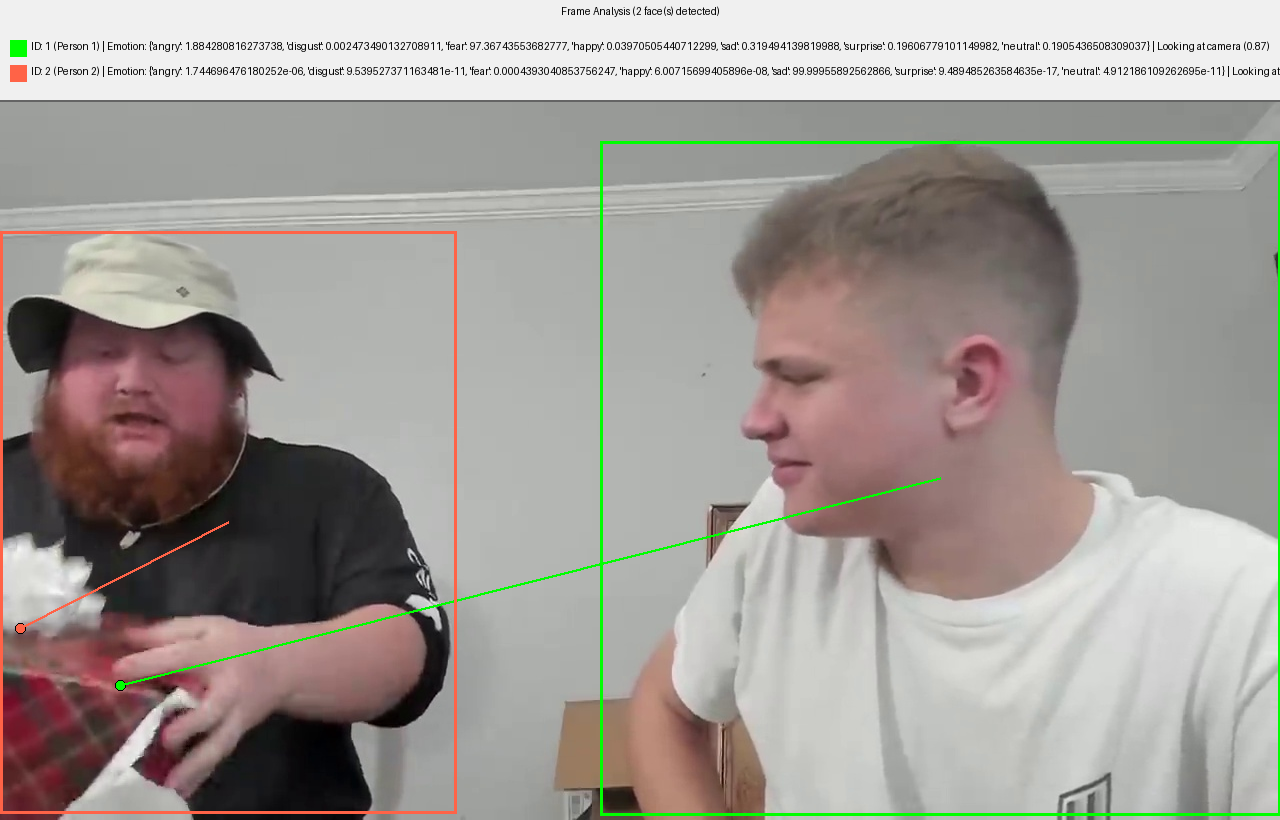 Frame Analysis (2 face(s) detected)
ID: 1 (Person 1) | Emotion: {'angry': 1.884280816273738, 'disgust': 0.002473490132708911, 'fear': 97.36743553682777, 'happy': 0.03970505440712299, 'sad': 0.319494139819988, 'surprise': 0.19606779101149982, 'neutral': 0.1905436508309037} | Looking at camera (0.87)
ID: 2 (Person 2) | Emotion: {'angry': 1.744696476180252e-06, 'disgust': 9.539527371163481e-11, 'fear': 0.0004393040853756247, 'happy': 6.00715699405896e-08, 'sad': 99.99955892562866, 'surprise': 9.489485263584635e-17, 'neutral': 4.912186109262695e-11} | Looking at